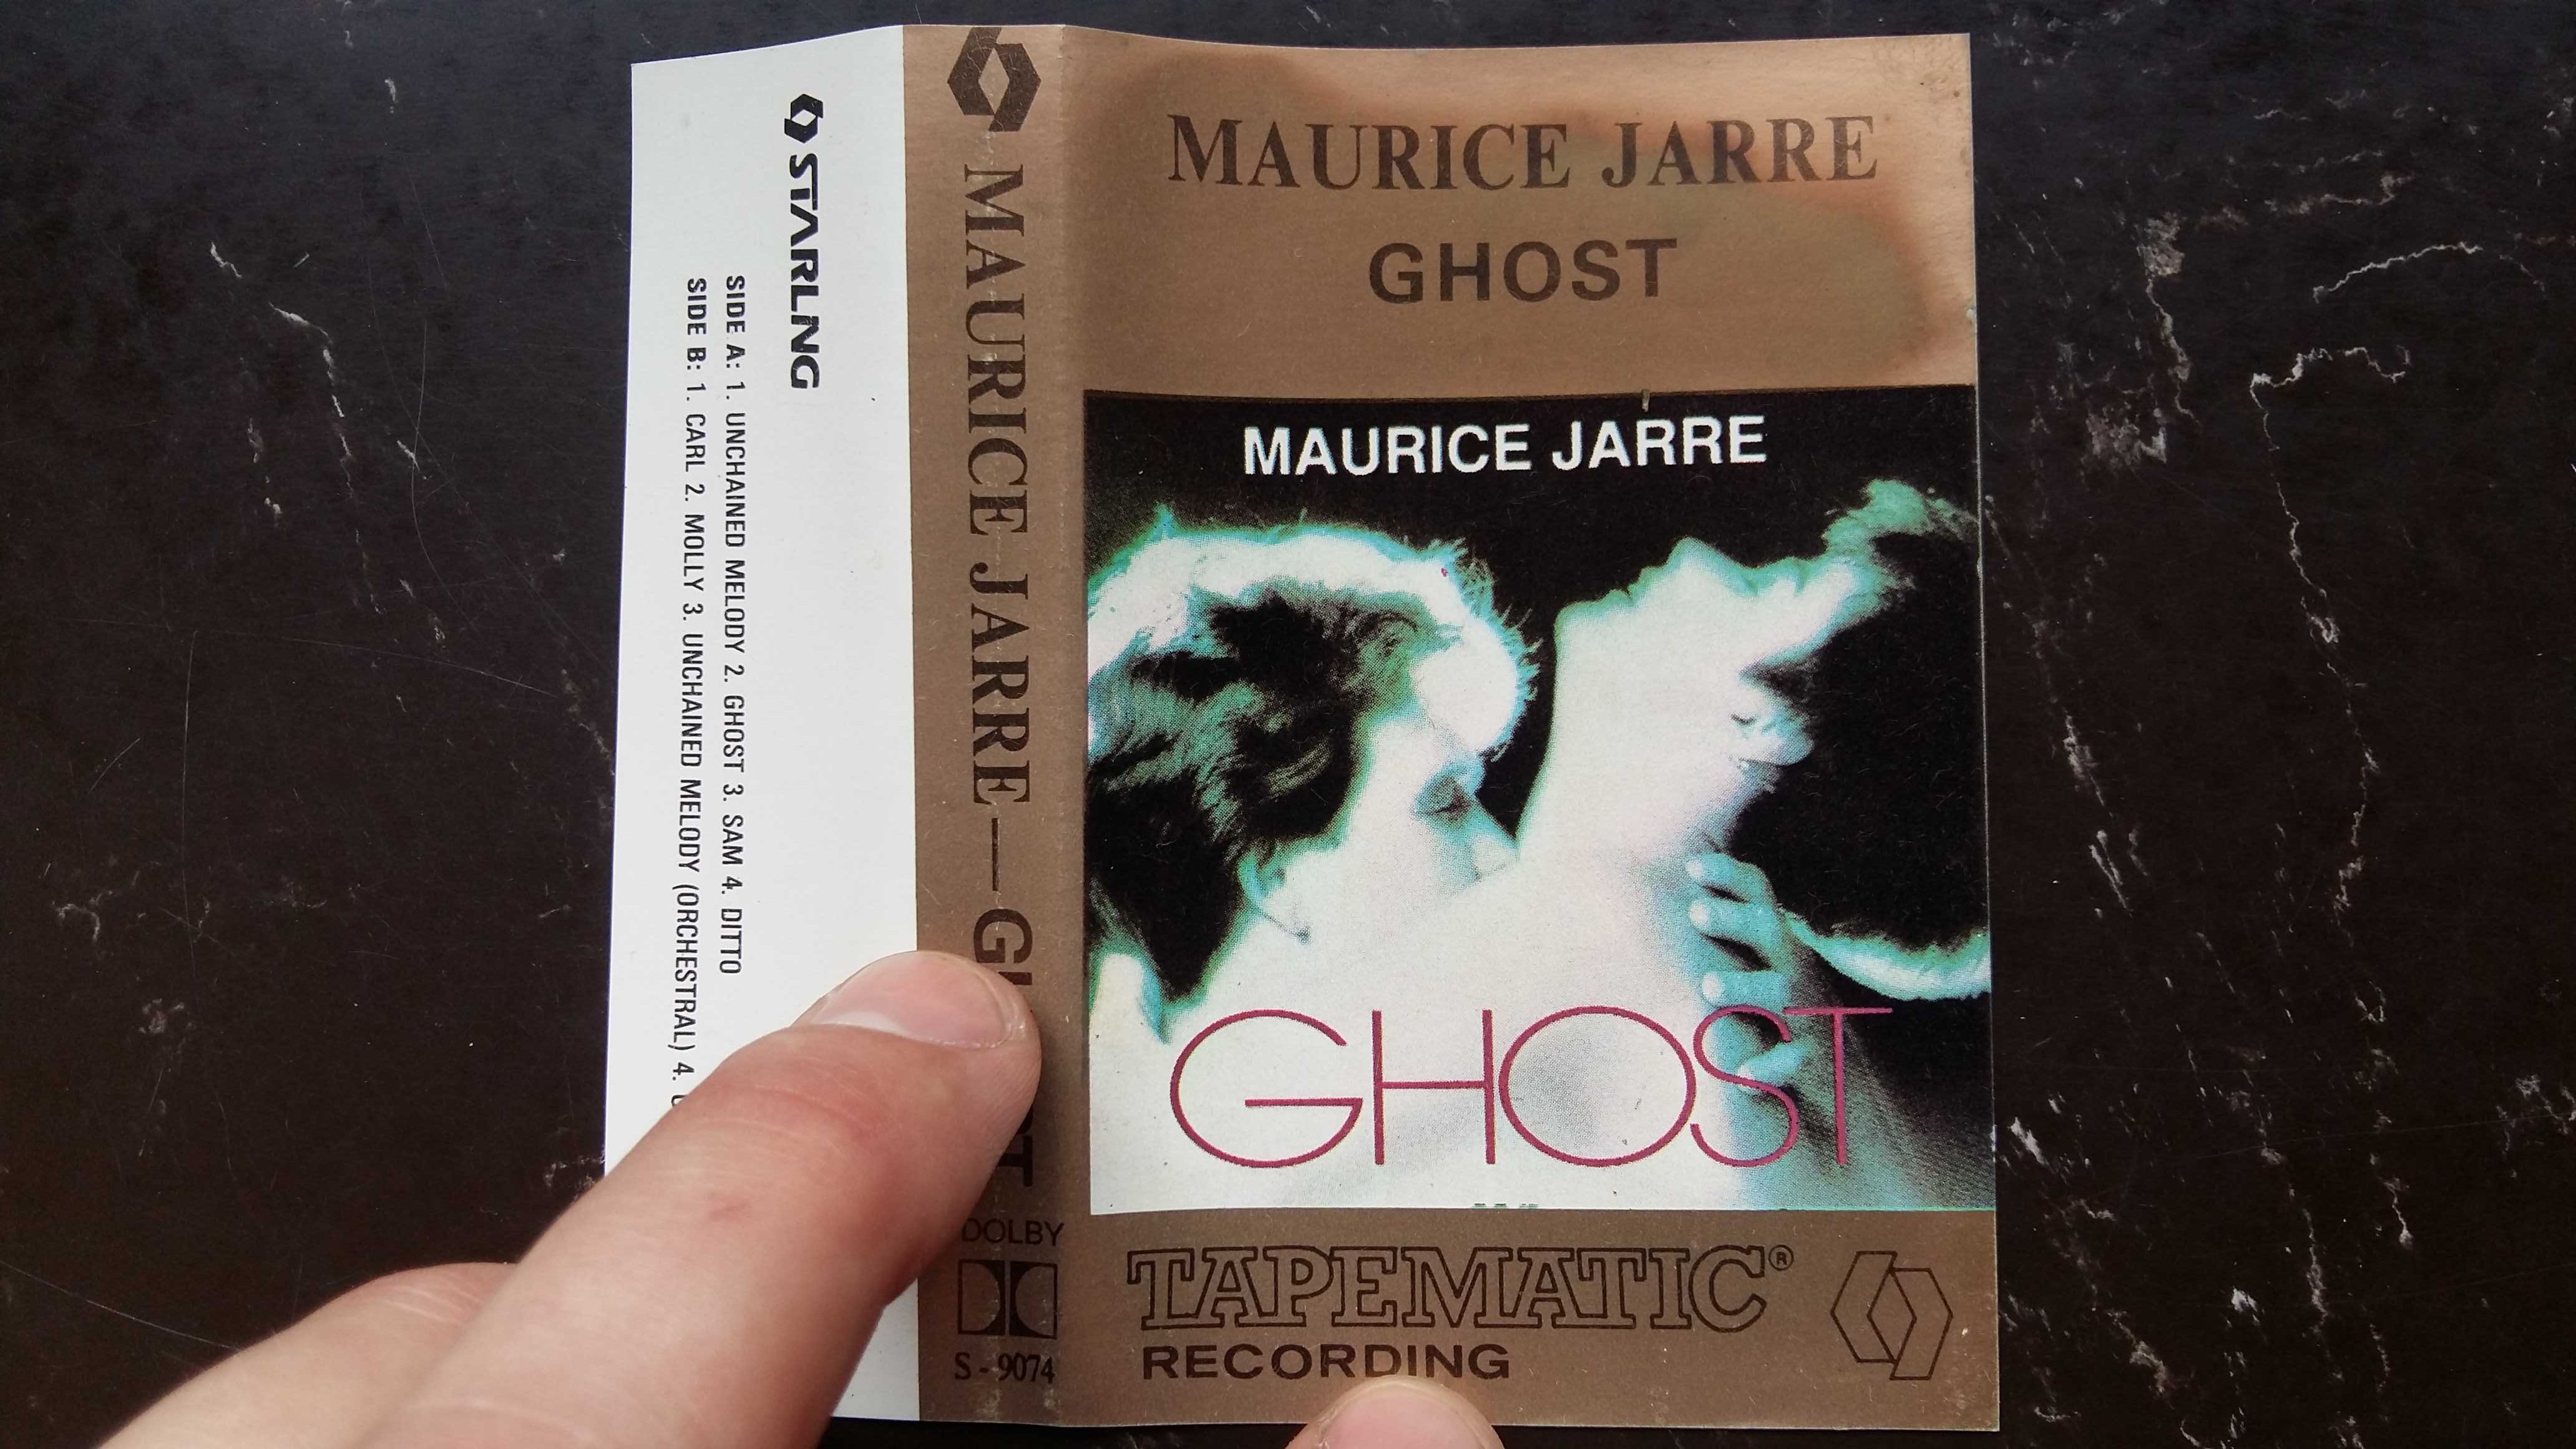 STARLNG
SIDE A: 1. UNCHAINED MELODY 2. GHOST 3. SAM 4. DITTO
SIDE B: 1. CARL 2. MOLLY 3. UNCHAINED MELODY (ORCHESTRAL) 4.
MAURICE JARRE—
DOLBY
S - 9074
MAURICE JARRE
GHOST
MAURICE JARRE
GHOST
TAPEMATIC®
RECORDING